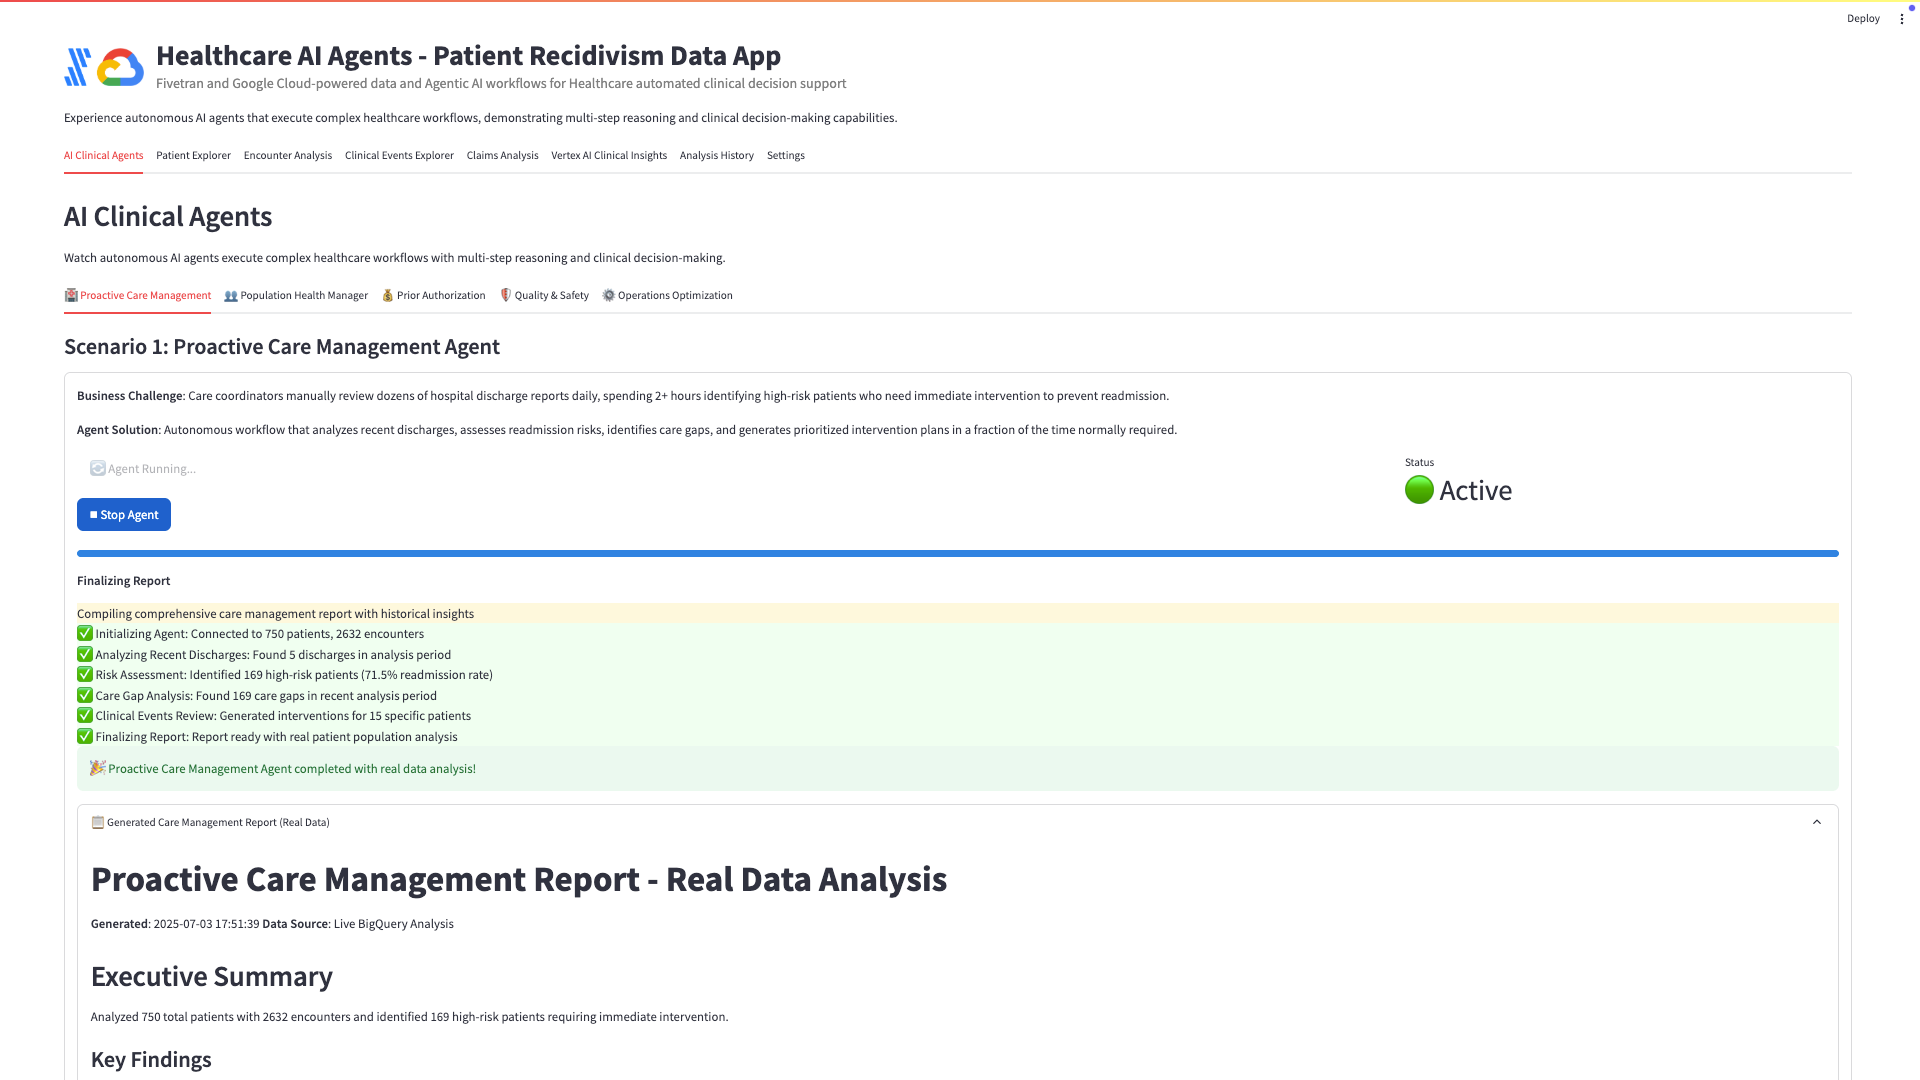 Deploy
Healthcare AI Agents - Patient Recidivism Data App
Fivetran and Google Cloud-powered data and Agentic AI workflows for Healthcare automated clinical decision support
Experience autonomous AI agents that execute complex healthcare workflows, demonstrating multi-step reasoning and clinical decision-making capabilities.
AI Clinical Agents Patient Explorer Encounter Analysis Clinical Events Explorer Claims Analysis Vertex AI Clinical Insights Analysis History Settings
AI Clinical Agents
Watch autonomous AI agents execute complex healthcare workflows with multi-step reasoning and clinical decision-making.
Proactive Care Management Population Health Manager Prior Authorization Quality & Safety Operations Optimization
Scenario 1: Proactive Care Management Agent
Business Challenge: Care coordinators manually review dozens of hospital discharge reports daily, spending 2+ hours identifying high-risk patients who need immediate intervention to prevent readmission.
Agent Solution: Autonomous workflow that analyzes recent discharges, assesses readmission risks, identifies care gaps, and generates prioritized intervention plans in a fraction of the time normally required.
Agent Running...
Status
Active
Stop Agent
Finalizing Report
Compiling comprehensive care management report with historical insights
Initializing Agent: Connected to 750 patients, 2632 encounters
Analyzing Recent Discharges: Found 5 discharges in analysis period
Risk Assessment: Identified 169 high-risk patients (71.5% readmission rate)
Care Gap Analysis: Found 169 care gaps in recent analysis period
Clinical Events Review: Generated interventions for 15 specific patients
Finalizing Report: Report ready with real patient population analysis
Proactive Care Management Agent completed with real data analysis!
Generated Care Management Report (Real Data)
Proactive Care Management Report - Real Data Analysis
Generated: 2025-07-03 17:51:39 Data Source: Live BigQuery Analysis
Executive Summary
Analyzed 750 total patients with 2632 encounters and identified 169 high-risk patients requiring immediate intervention.
Key Findings